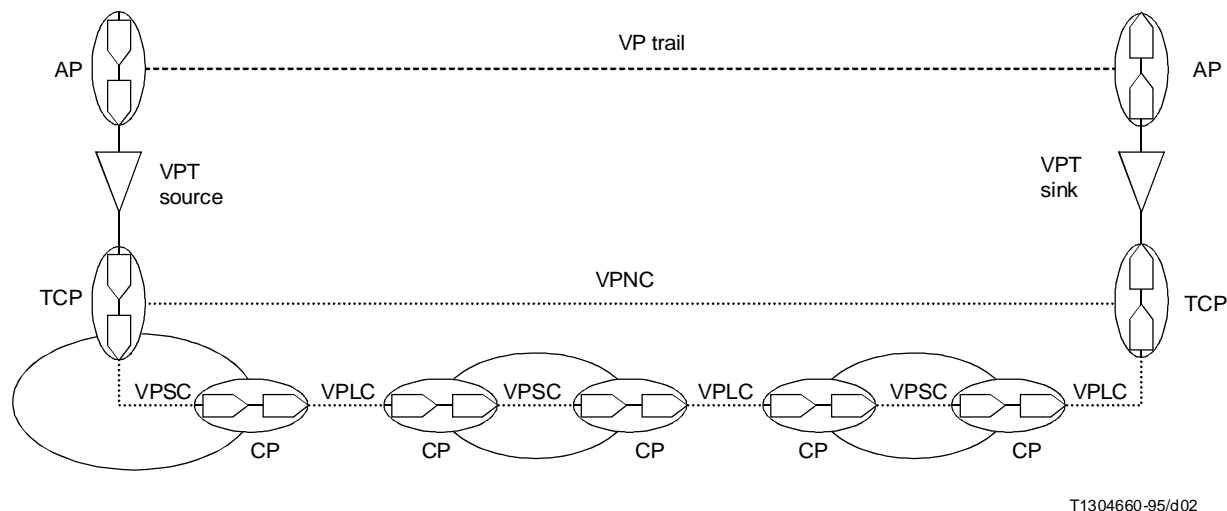 VP trail
AP
AP
VPT
source
VPT
sink
TCP
VPNC
TCP
VPSC
VPLC
VPSC
VPLC
VPSC
VPLC
CP
CP
CP
CP
CP
T1304660-95/d02